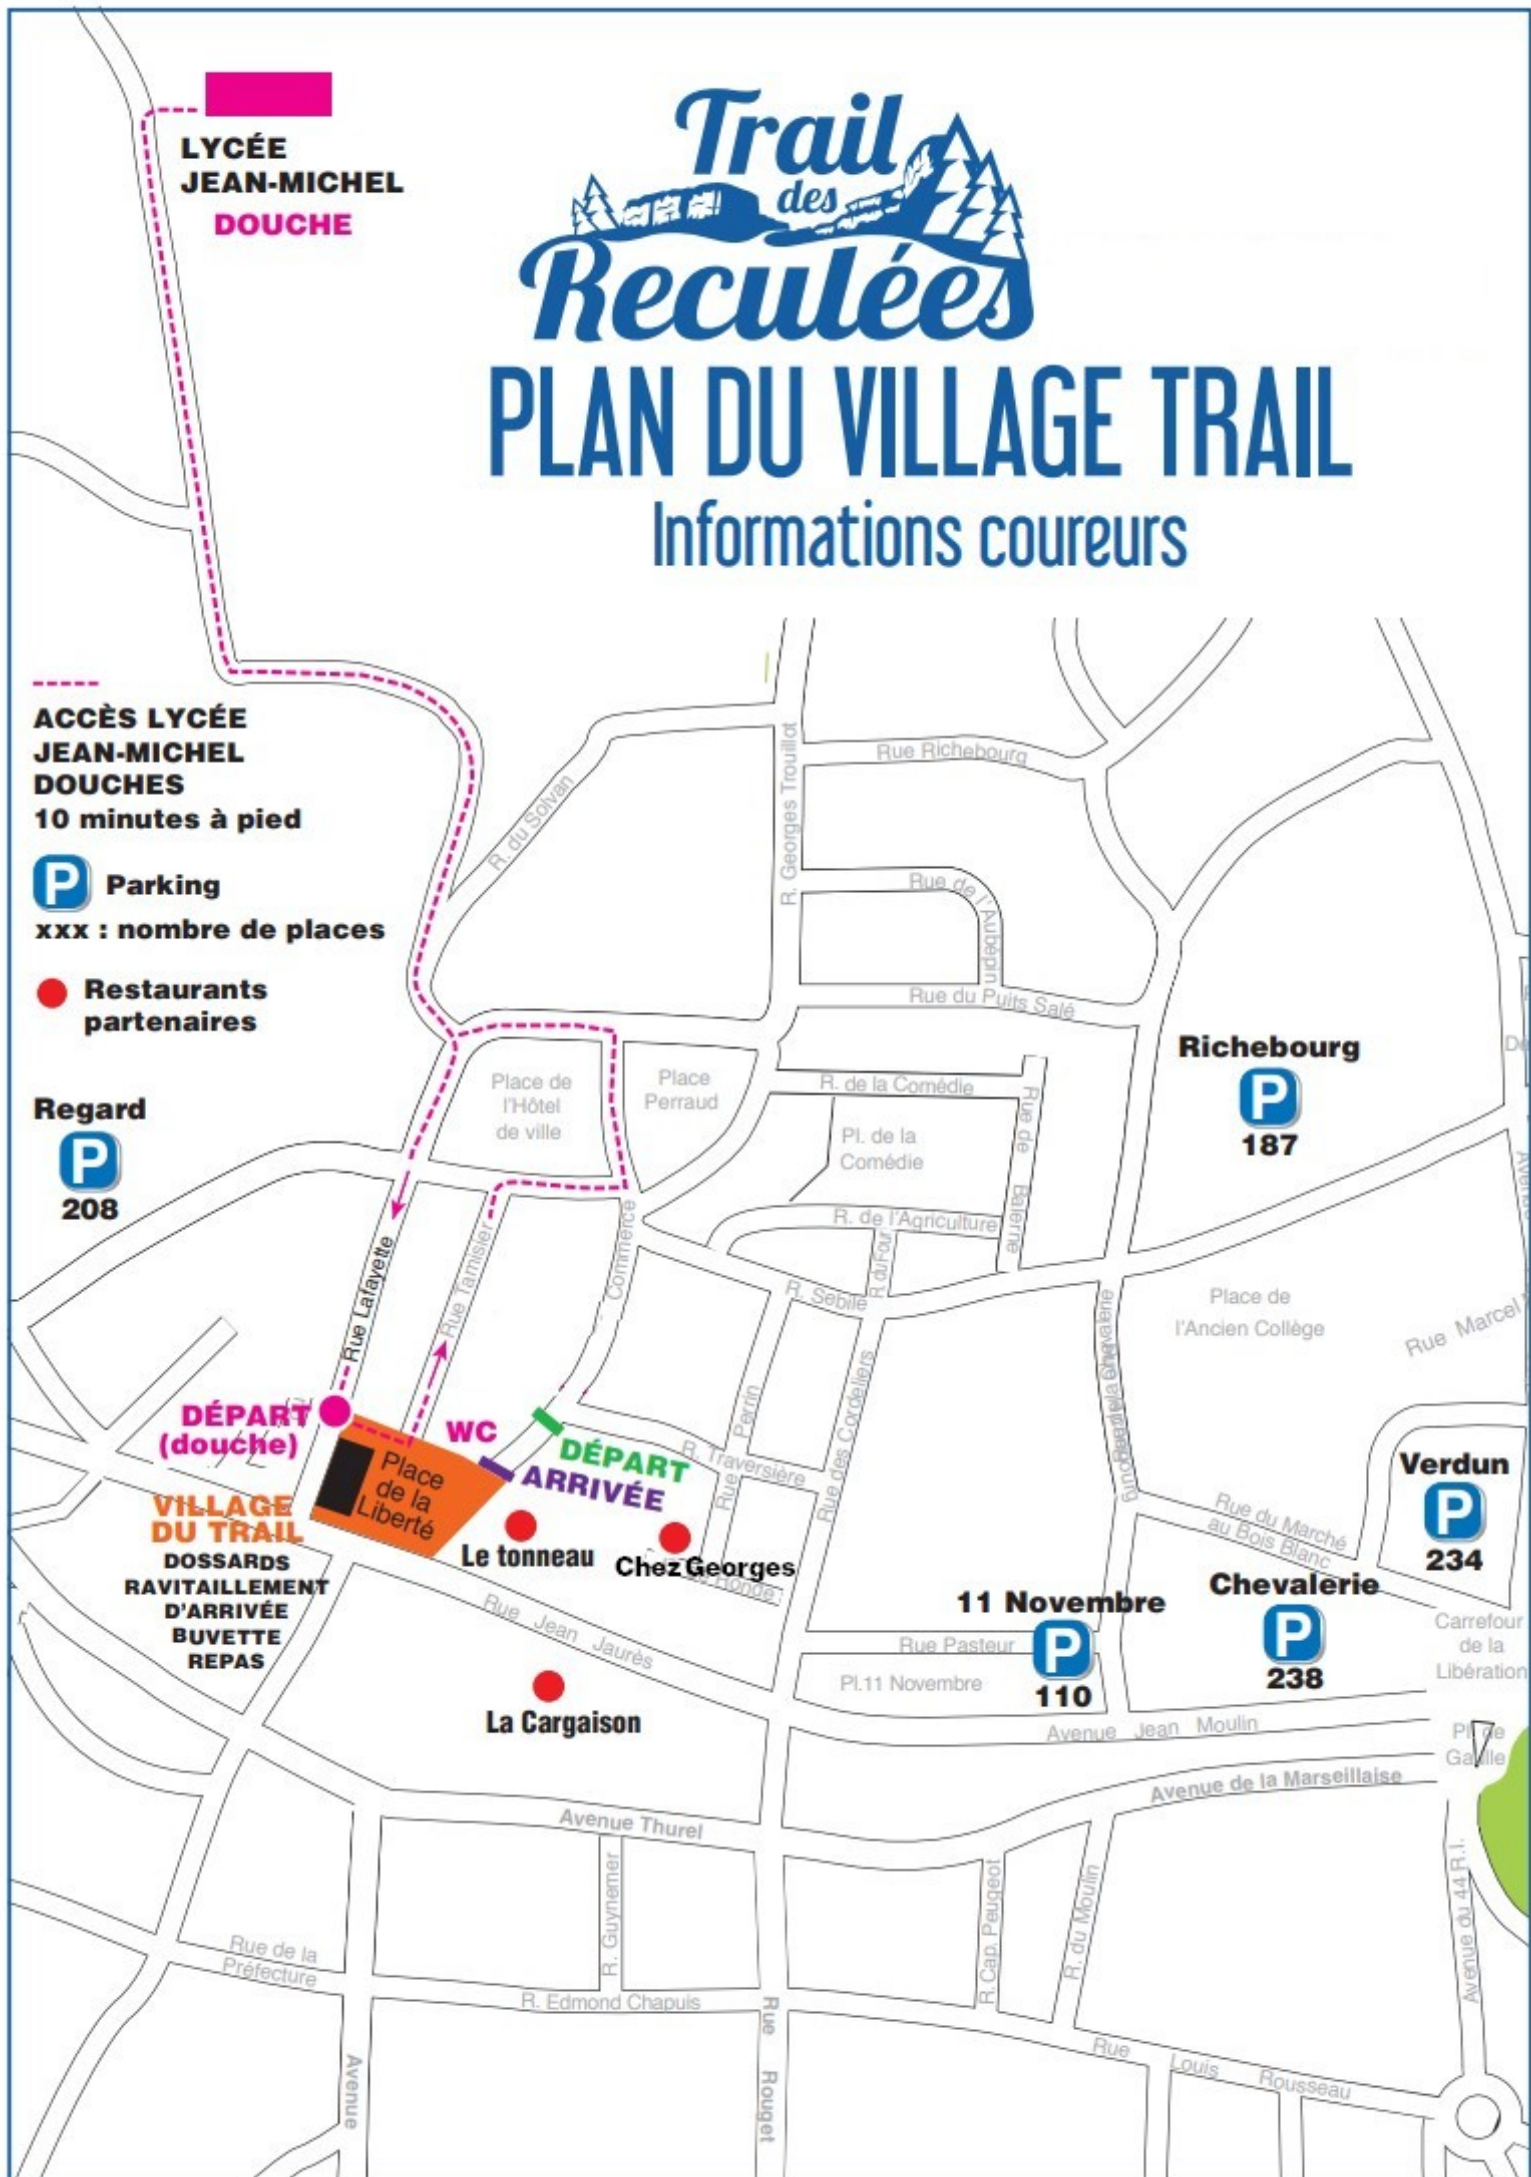 Trail
des
Reculées
PLAN DU VILLAGE TRAIL
Informations coureurs
LYCÉE
JEAN-MICHEL
DOUCHE
ACCÈS LYCÉE
JEAN-MICHEL
DOUCHES
10 minutes à pied
P Parking
xxx : nombre de places
Restaurants
partenaires
Regard
P
208
R. du Solvan
R. Georges Trouillot
Rue Richebourg
Rue de l'Aubépin
Rue du Puits Salé
Richebourg
P
187
Place de
l'Hôtel
de ville
Place
Perraud
R. de la Comédie
Pl. de la
Comédie
Rue de Balerne
R. de l'Agriculture
R. du Four
R. Sébile
Commerce
Rue Lafayette
Rue Tamisier
Place de
l'Ancien Collège
Rue Marcel
DÉPART
(douche)
WC
DÉPART
ARRIVÉE
Place
de la
Liberté
VILLAGE
DU TRAIL
DOSSARDS
RAVITAILLEMENT
D'ARRIVÉE
BUVETTE
REPAS
R. Traversière
Rue Perrin
Rue des Cordeliers
Le tonneau
Chez Georges
Ronde
Rue Jean Jaurès
La Cargaison
Rue du Marché
au Bois Blanc
Verdun
P
234
Chevalerie
P
238
11 Novembre
P
110
Rue Pasteur
Pl.11 Novembre
Carrefour
de la
Libération
Avenue Jean Moulin
Pl. de
Gaulle
Avenue de la Marseillaise
Avenue Thurel
R. Guynemer
R. Cap. Peugeot
R. du Moulin
Avenue du 44 R.I.
Rue de la
Préfecture
R. Edmond Chapuis
Rue Louis Rousseau
Avenue
Rue Rouget